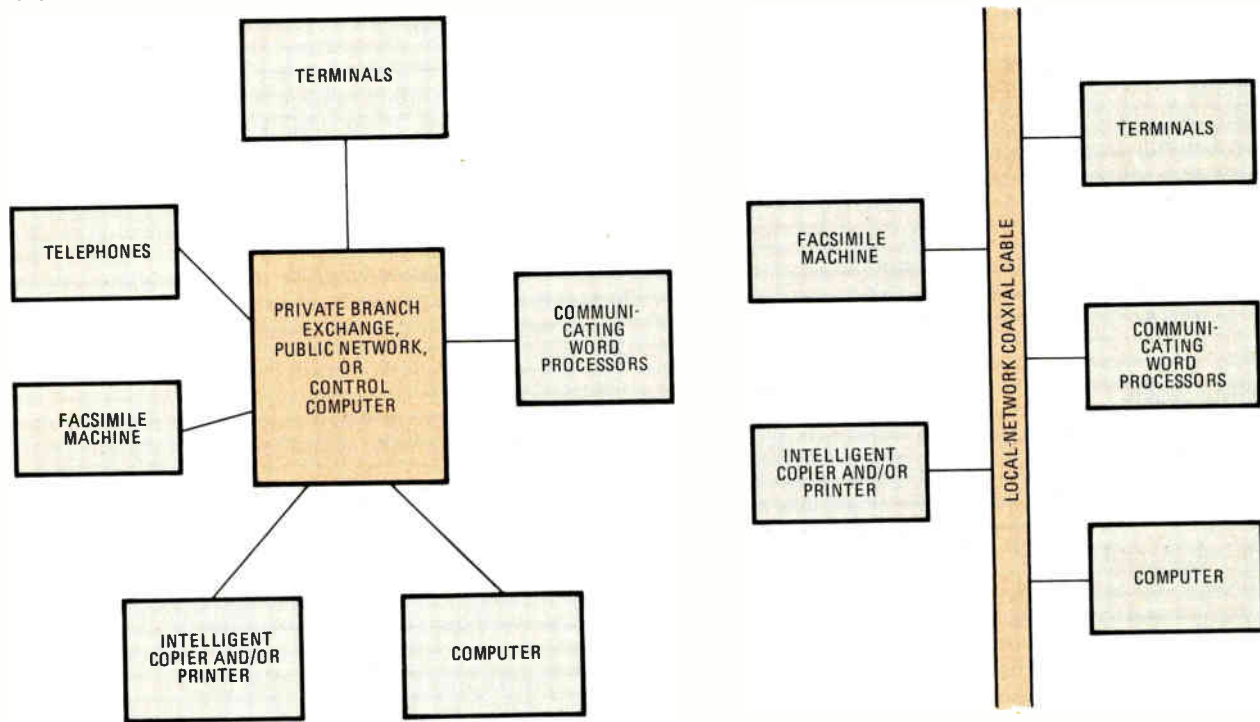 TERMINALS
TELEPHONES
PRIVATE BRANCH
EXCHANGE,
PUBLIC NETWORK,
OR
CONTROL
COMPUTER
COMMUNI-
CATING
WORD
PROCESSORS
FACSIMILE
MACHINE
INTELLIGENT
COPIER AND/OR
PRINTER
COMPUTER
TERMINALS
FACSIMILE
MACHINE
LOCAL-NETWORK COAXIAL CABLE
COMMUNI-
CATING
WORD
PROCESSORS
INTELLIGENT
COPIER AND/OR
PRINTER
COMPUTER